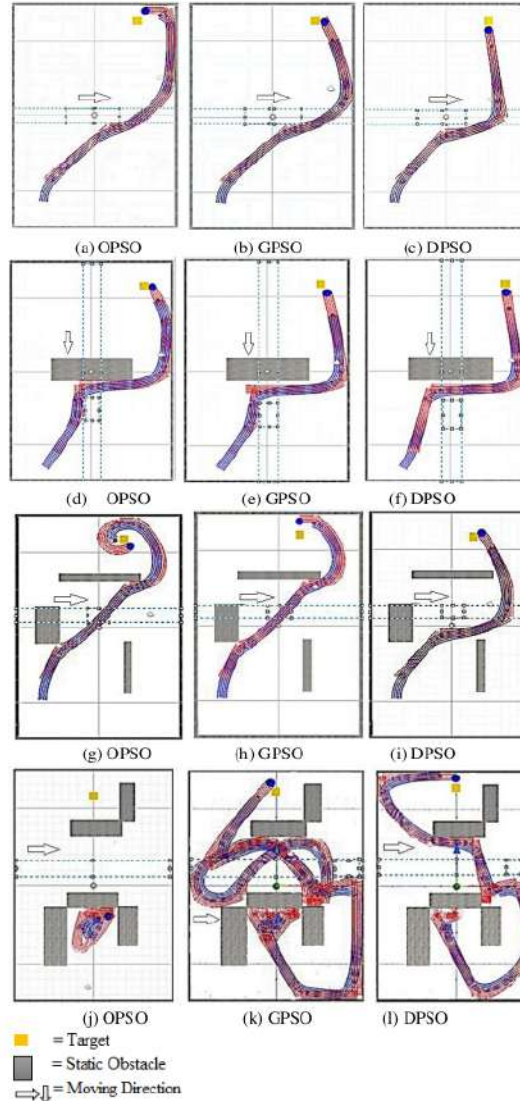 (a) OPSO (b) GPSO (c) DPSO
(d) OPSO (e) GPSO (f) DPSO
(g) OPSO (h) GPSO (i) DPSO
(j) OPSO (k) GPSO (l) DPSO
= Target
= Static Obstacle
= Moving Direction